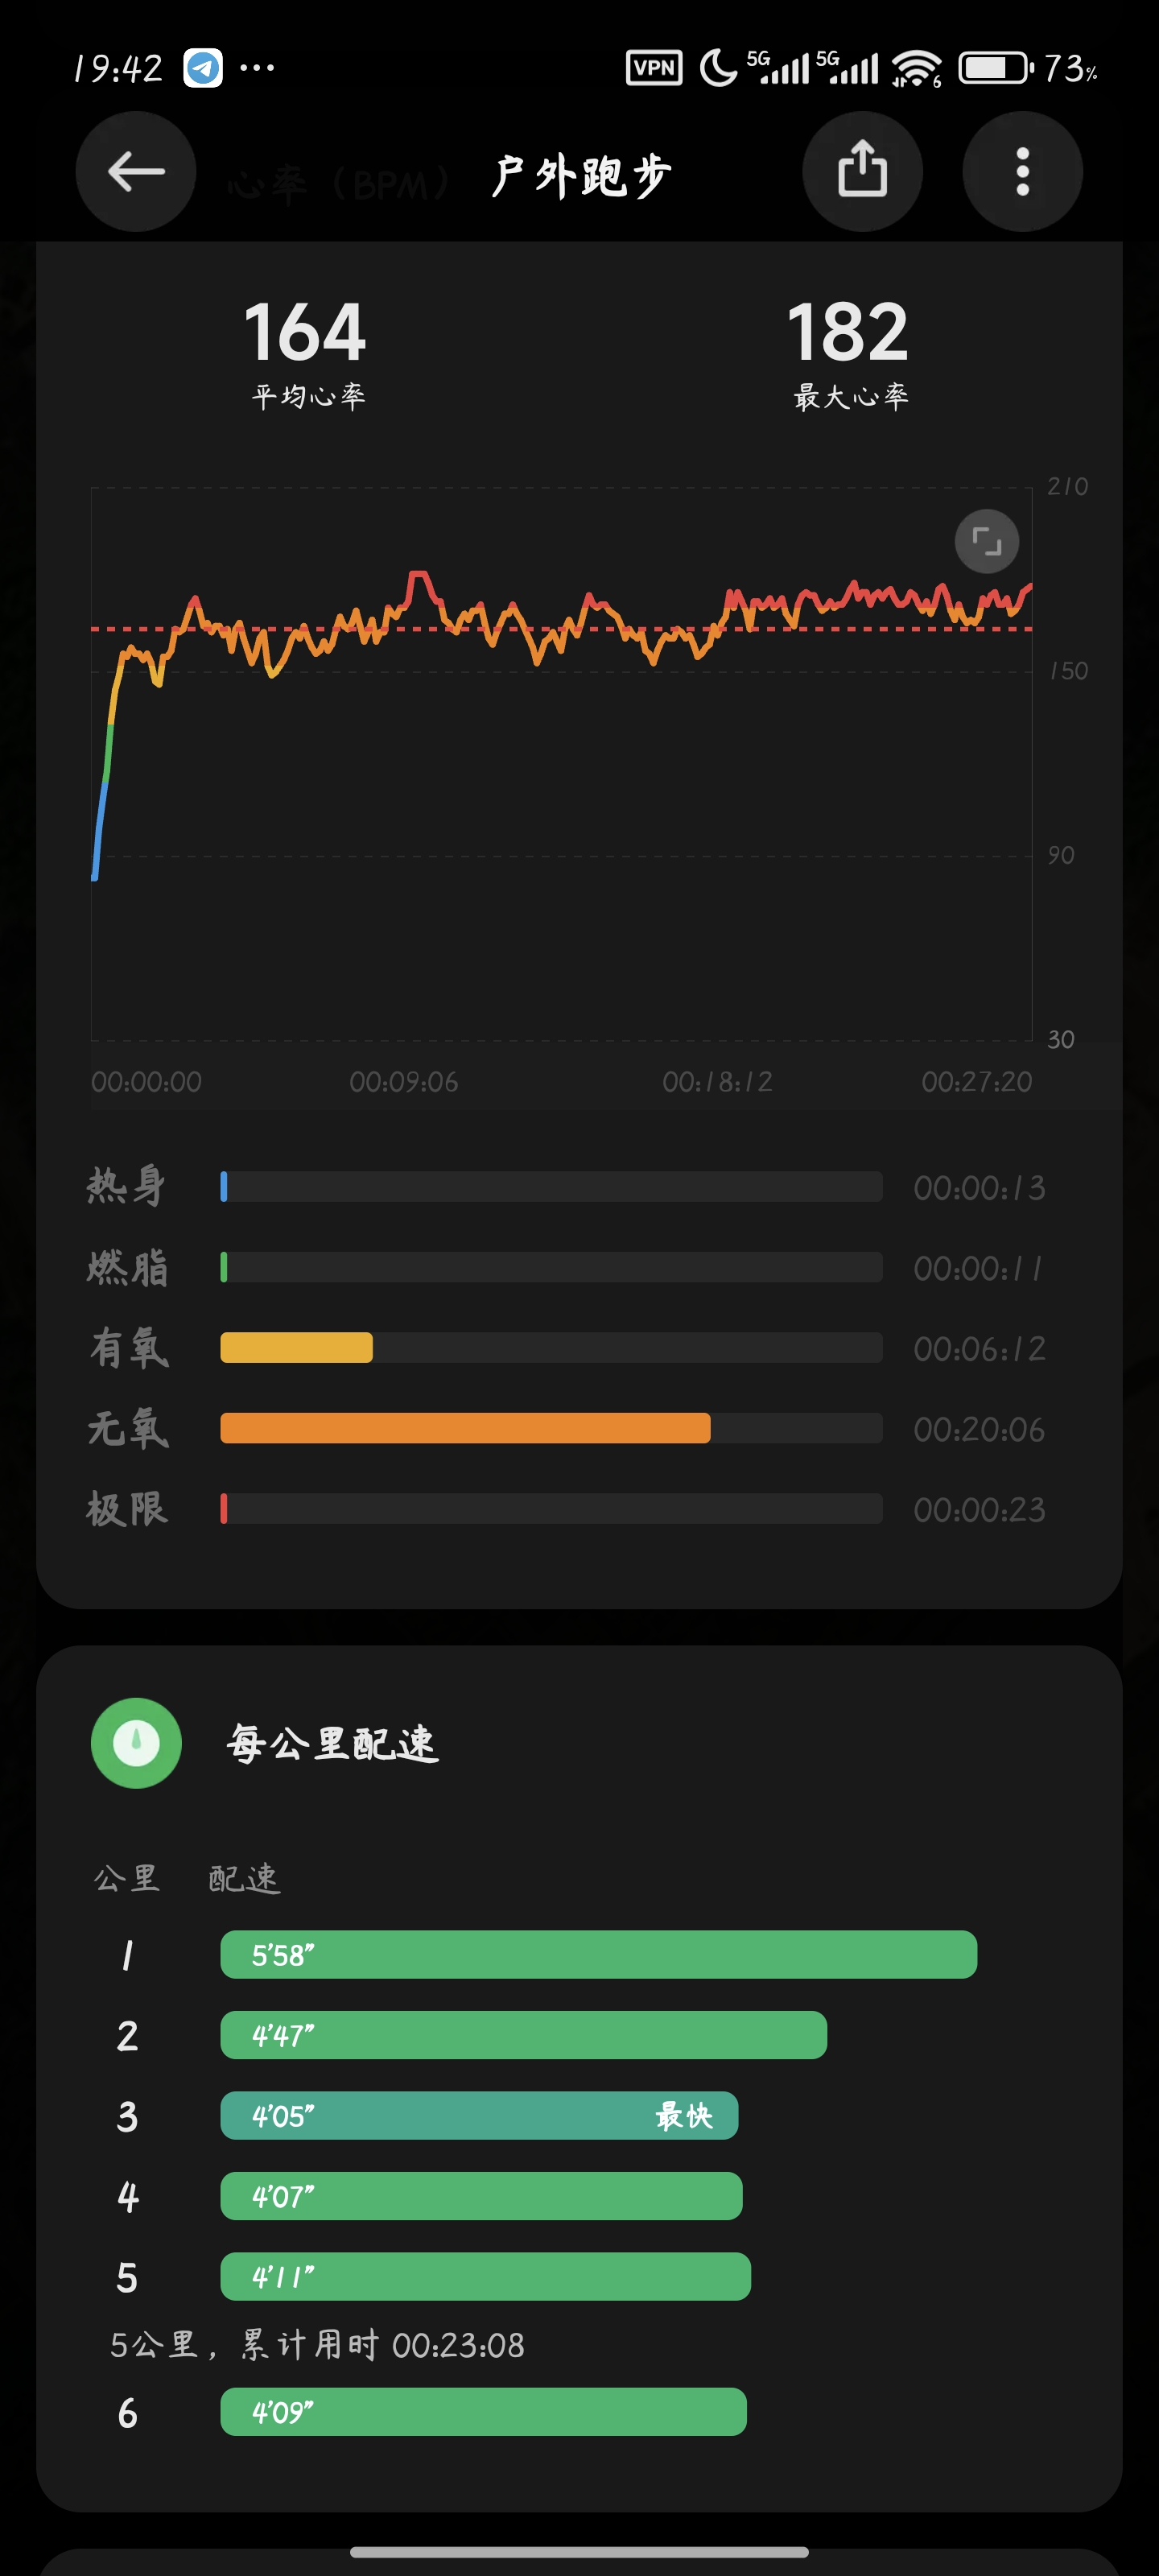 19:42 ··· VPN 5G 5G 6 73%
心率（BPM） 户外跑步
164 182
平均心率 最大心率
210
150
90
30
00:00:00 00:09:06 00:18:12 00:27:20
热身 00:00:13
燃脂 00:00:11
有氧 00:06:12
无氧 00:20:06
极限 00:00:23
每公里配速
公里 配速
1 5'58"
2 4'47"
3 4'05" 最快
4 4'07"
5 4'11"
5公里，累计用时 00:23:08
6 4'09"